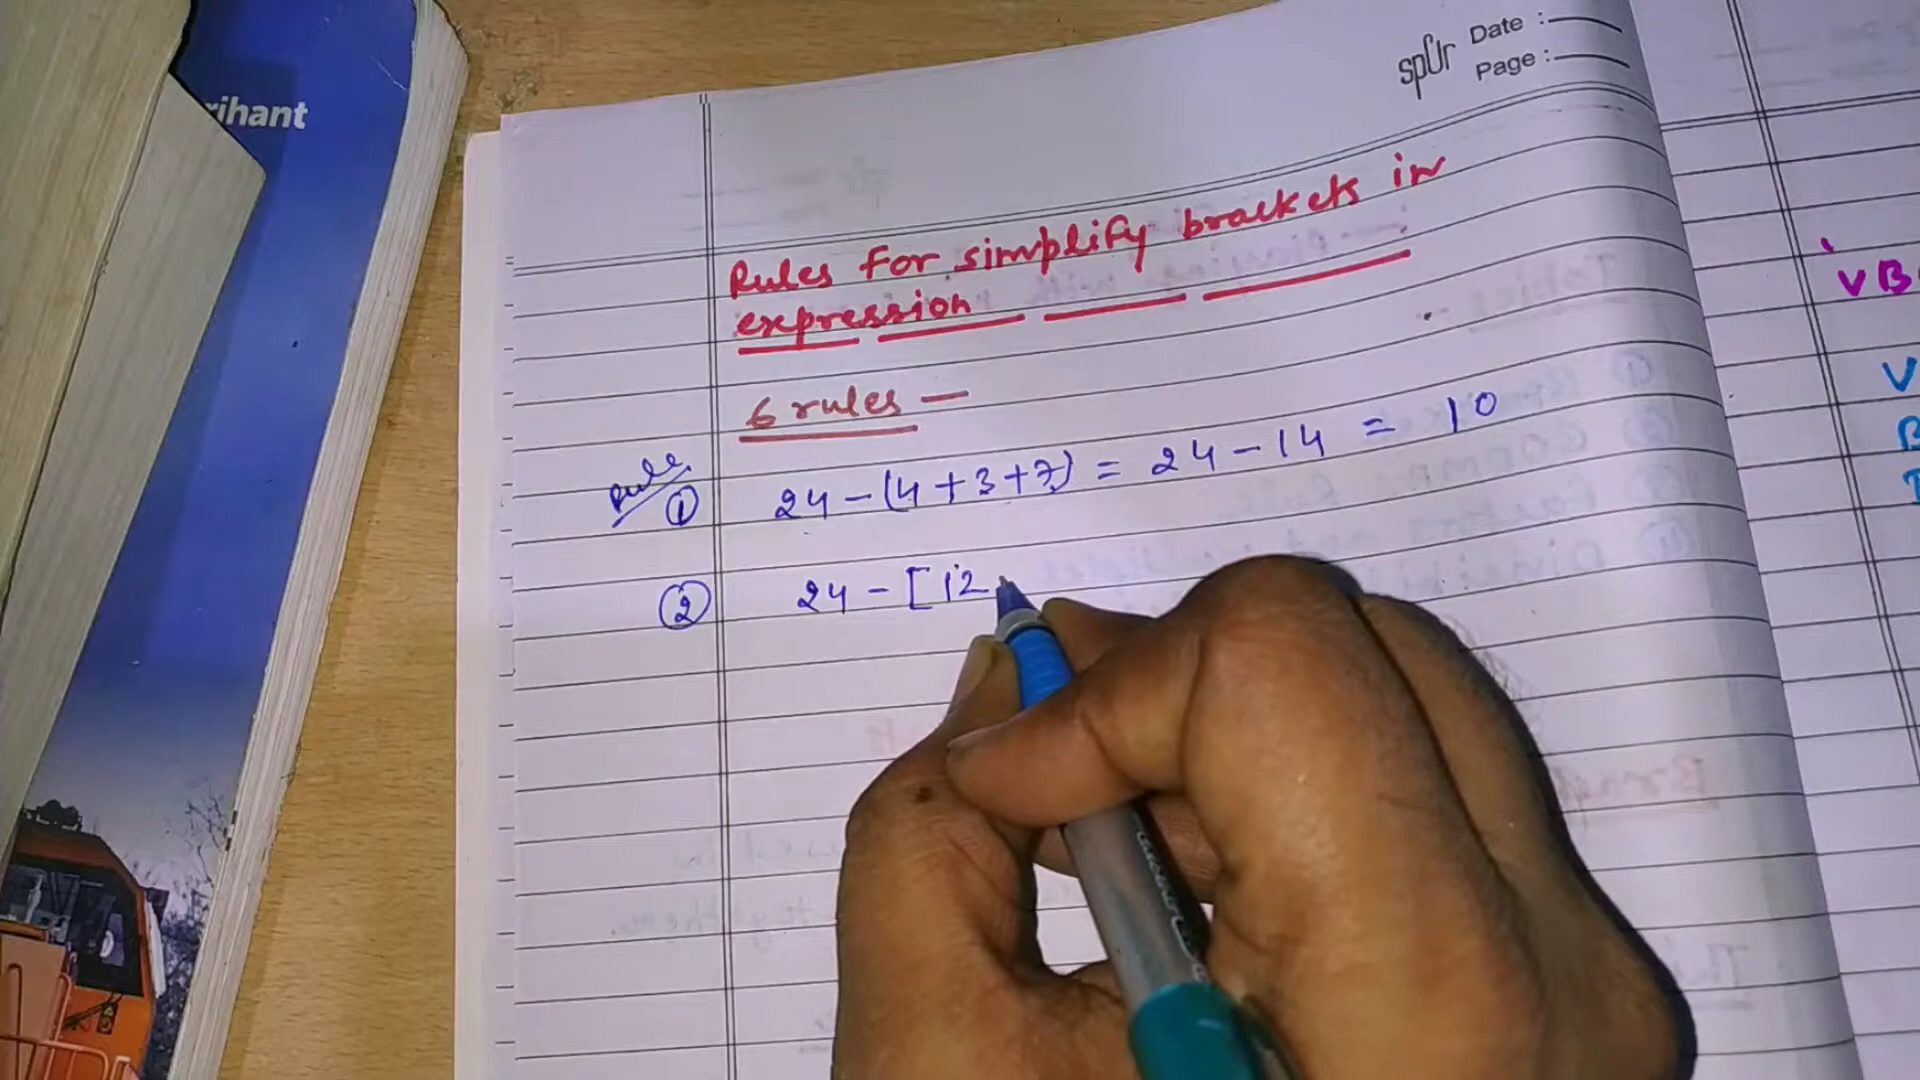 rihant
spur Date :
Page :
Rules for simplify brackets in
expression
6 rules —
Rule
① 24 - (4 + 3 + 7) = 24 - 14 = 10
② 24 - [12
VB
V
B